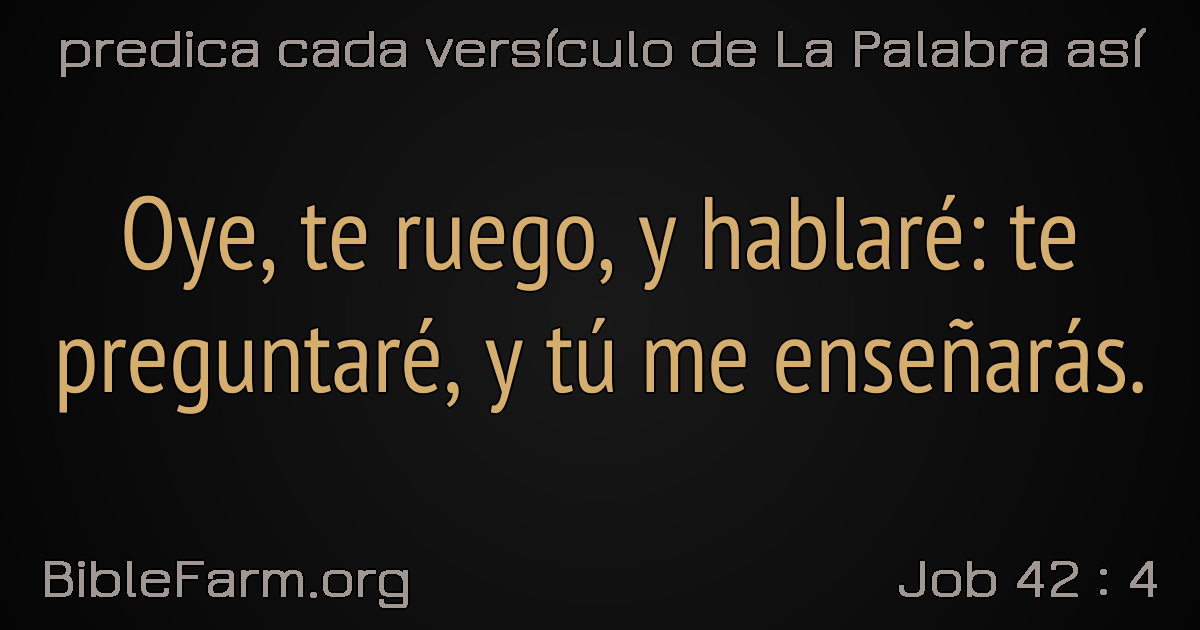 predica cada versículo de La Palabra así
Oye, te ruego, y hablaré: te
preguntaré, y tú me enseñarás.
BibleFarm.org
Job 42 : 4